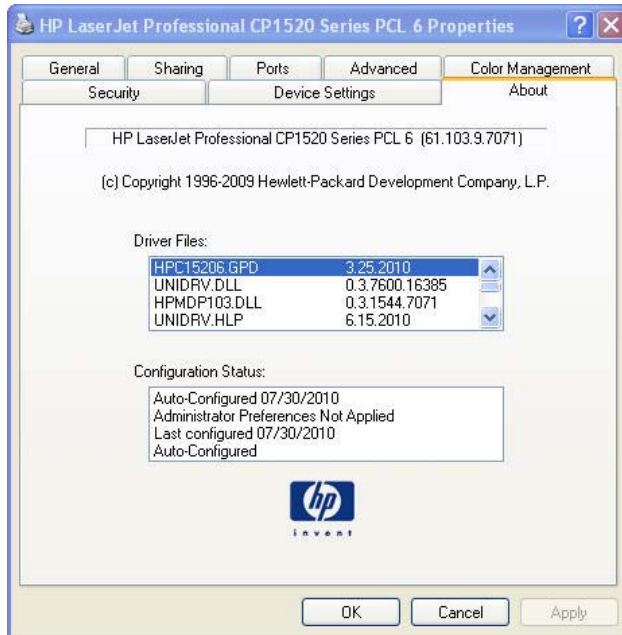 HP LaserJet Professional CP1520 Series PCL 6 Properties
General Sharing Ports Advanced Color Management
Security Device Settings About
HP LaserJet Professional CP1520 Series PCL 6 (61.103.9.7071)
(c) Copyright 1996-2009 Hewlett-Packard Development Company, L.P.
Driver Files:
HPC15206.GPD 3.25.2010
UNIDRV.DLL 0.3.7600.16385
HPMDP103.DLL 0.3.1544.7071
UNIDRV.HLP 6.15.2010
Configuration Status:
Auto-Configured 07/30/2010
Administrator Preferences Not Applied
Last configured 07/30/2010
Auto-Configured
hp
invent
OK Cancel Apply